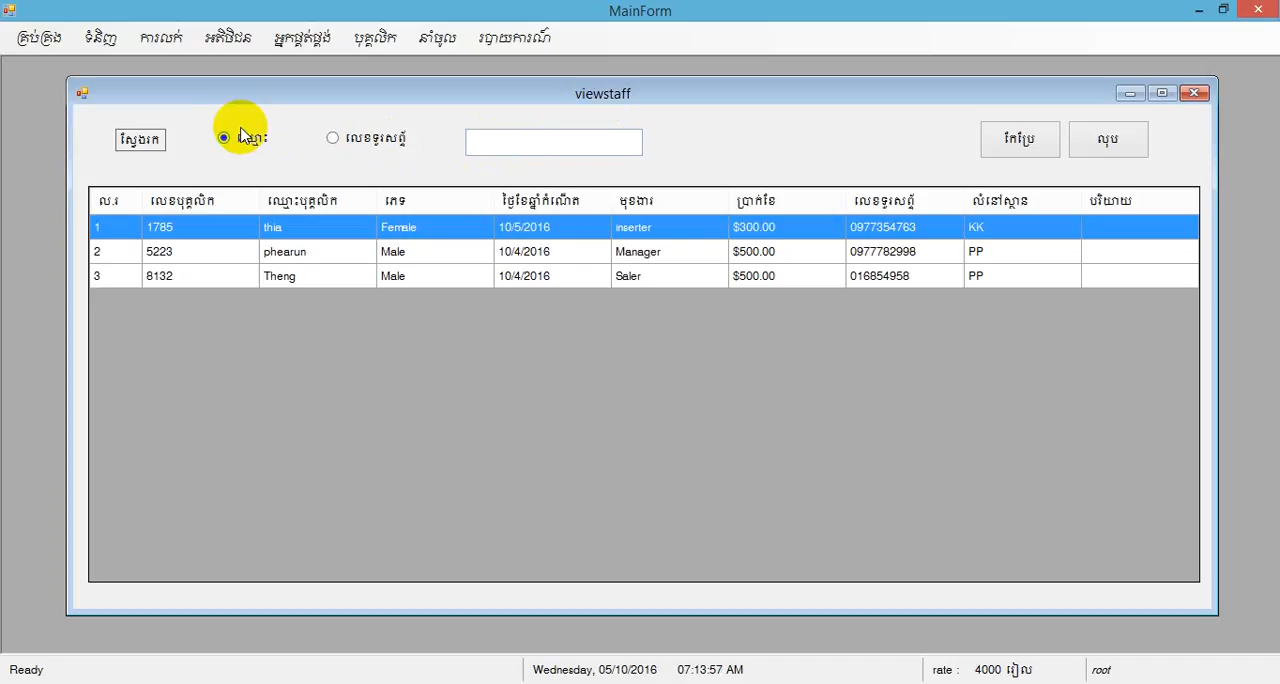 MainForm
គ្រប់គ្រង ទំនិញ ការលក់ អតិថិជន អ្នកផ្គត់ផ្គង់ បុគ្គលិក នាំចូល របាយការណ៍
viewstaff
ស្វែងរក ឈ្មោះ លេខទូរសព្ទ័ កែប្រែ លុប
ល.រ លេខបុគ្គលិក ឈ្មោះបុគ្គលិក ភេទ ថ្ងៃខែឆ្នាំកំណើត មុខងារ ប្រាក់ខែ លេខទូរសព្ទ័ លំនៅស្ថាន បរិយាយ
1 1785 thia Female 10/5/2016 inserter $300.00 0977354763 KK
2 5223 phearun Male 10/4/2016 Manager $500.00 0977782998 PP
3 8132 Theng Male 10/4/2016 Saler $500.00 016854958 PP
Ready Wednesday, 05/10/2016 07:13:57 AM rate : 4000 រៀល root